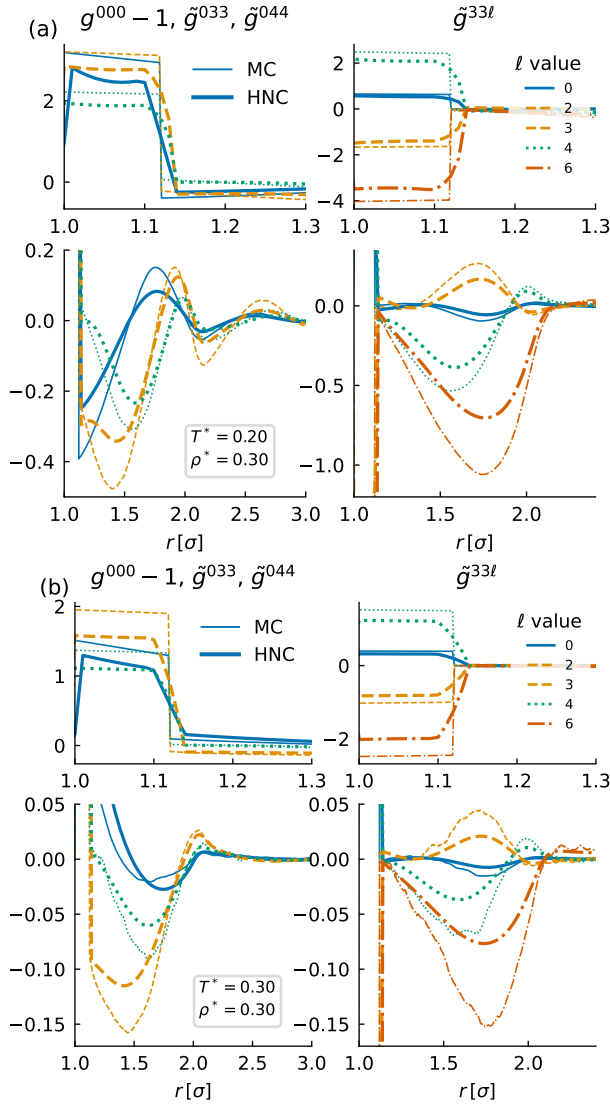 (a)
g⁰⁰⁰ − 1, g̃⁰³³, g̃⁰⁴⁴
g̃³³ℓ
MC
HNC
ℓ value
0
2
3
4
6
2
0
1.0 1.1 1.2 1.3
2
0
−2
−4
1.0 1.1 1.2 1.3
0.2
0.0
−0.2
−0.4
T* = 0.20
ρ* = 0.30
1.0 1.5 2.0 2.5 3.0
r [σ]
0.0
−0.5
−1.0
1.0 1.5 2.0
r [σ]
(b)
g⁰⁰⁰ − 1, g̃⁰³³, g̃⁰⁴⁴
g̃³³ℓ
MC
HNC
ℓ value
0
2
3
4
6
2
1
0
1.0 1.1 1.2 1.3
0
−2
1.0 1.1 1.2 1.3
0.05
0.00
−0.05
−0.10
−0.15
T* = 0.30
ρ* = 0.30
1.0 1.5 2.0 2.5 3.0
r [σ]
0.05
0.00
−0.05
−0.10
−0.15
1.0 1.5 2.0
r [σ]